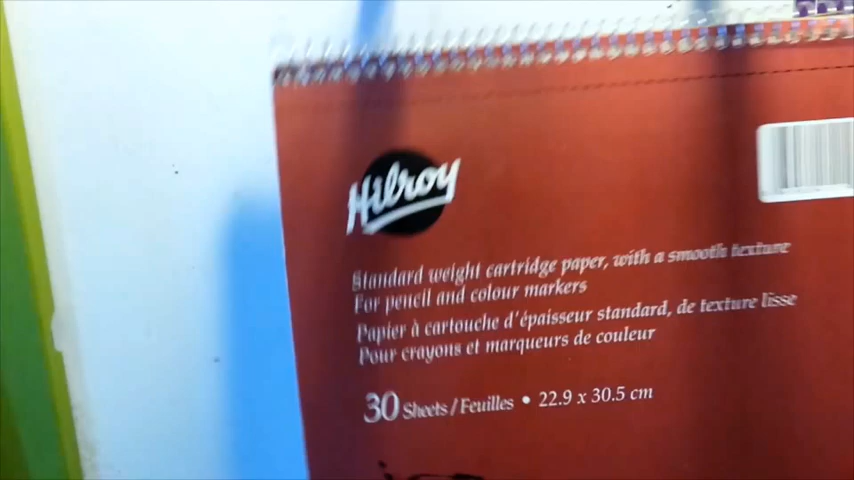 Hilroy
Standard weight cartridge paper, with a smooth texture
For pencil and colour markers
Papier à cartouche d'épaisseur standard, de texture lisse
Pour crayons et marqueurs de couleur
30 Sheets/Feuilles • 22.9 x 30.5 cm